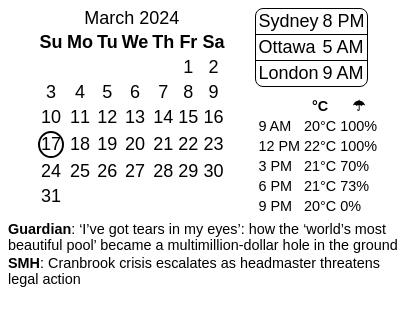 March 2024
Su Mo Tu We Th Fr Sa
1 2
3 4 5 6 7 8 9
10 11 12 13 14 15 16
17 18 19 20 21 22 23
24 25 26 27 28 29 30
31
Sydney 8 PM
Ottawa 5 AM
London 9 AM
°C ☂
9 AM 20°C 100%
12 PM 22°C 100%
3 PM 21°C 70%
6 PM 21°C 73%
9 PM 20°C 0%
Guardian: ‘I’ve got tears in my eyes’: how the ‘world’s most
beautiful pool’ became a multimillion-dollar hole in the ground
SMH: Cranbrook crisis escalates as headmaster threatens
legal action